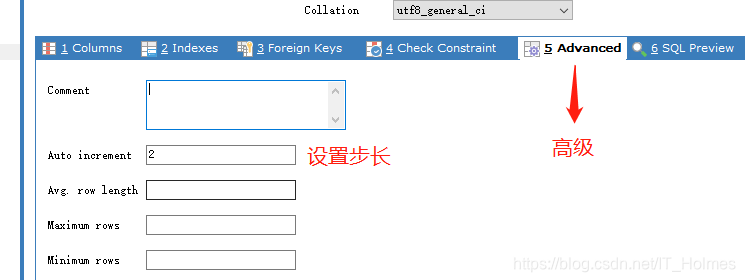 Collation utf8_general_ci
1 Columns 2 Indexes 3 Foreign Keys 4 Check Constraint 5 Advanced 6 SQL Preview
Comment
Auto increment 2 设置步长
高级
Avg. row length
Maximum rows
Minimum rows
https://blog.csdn.net/IT_Holmes